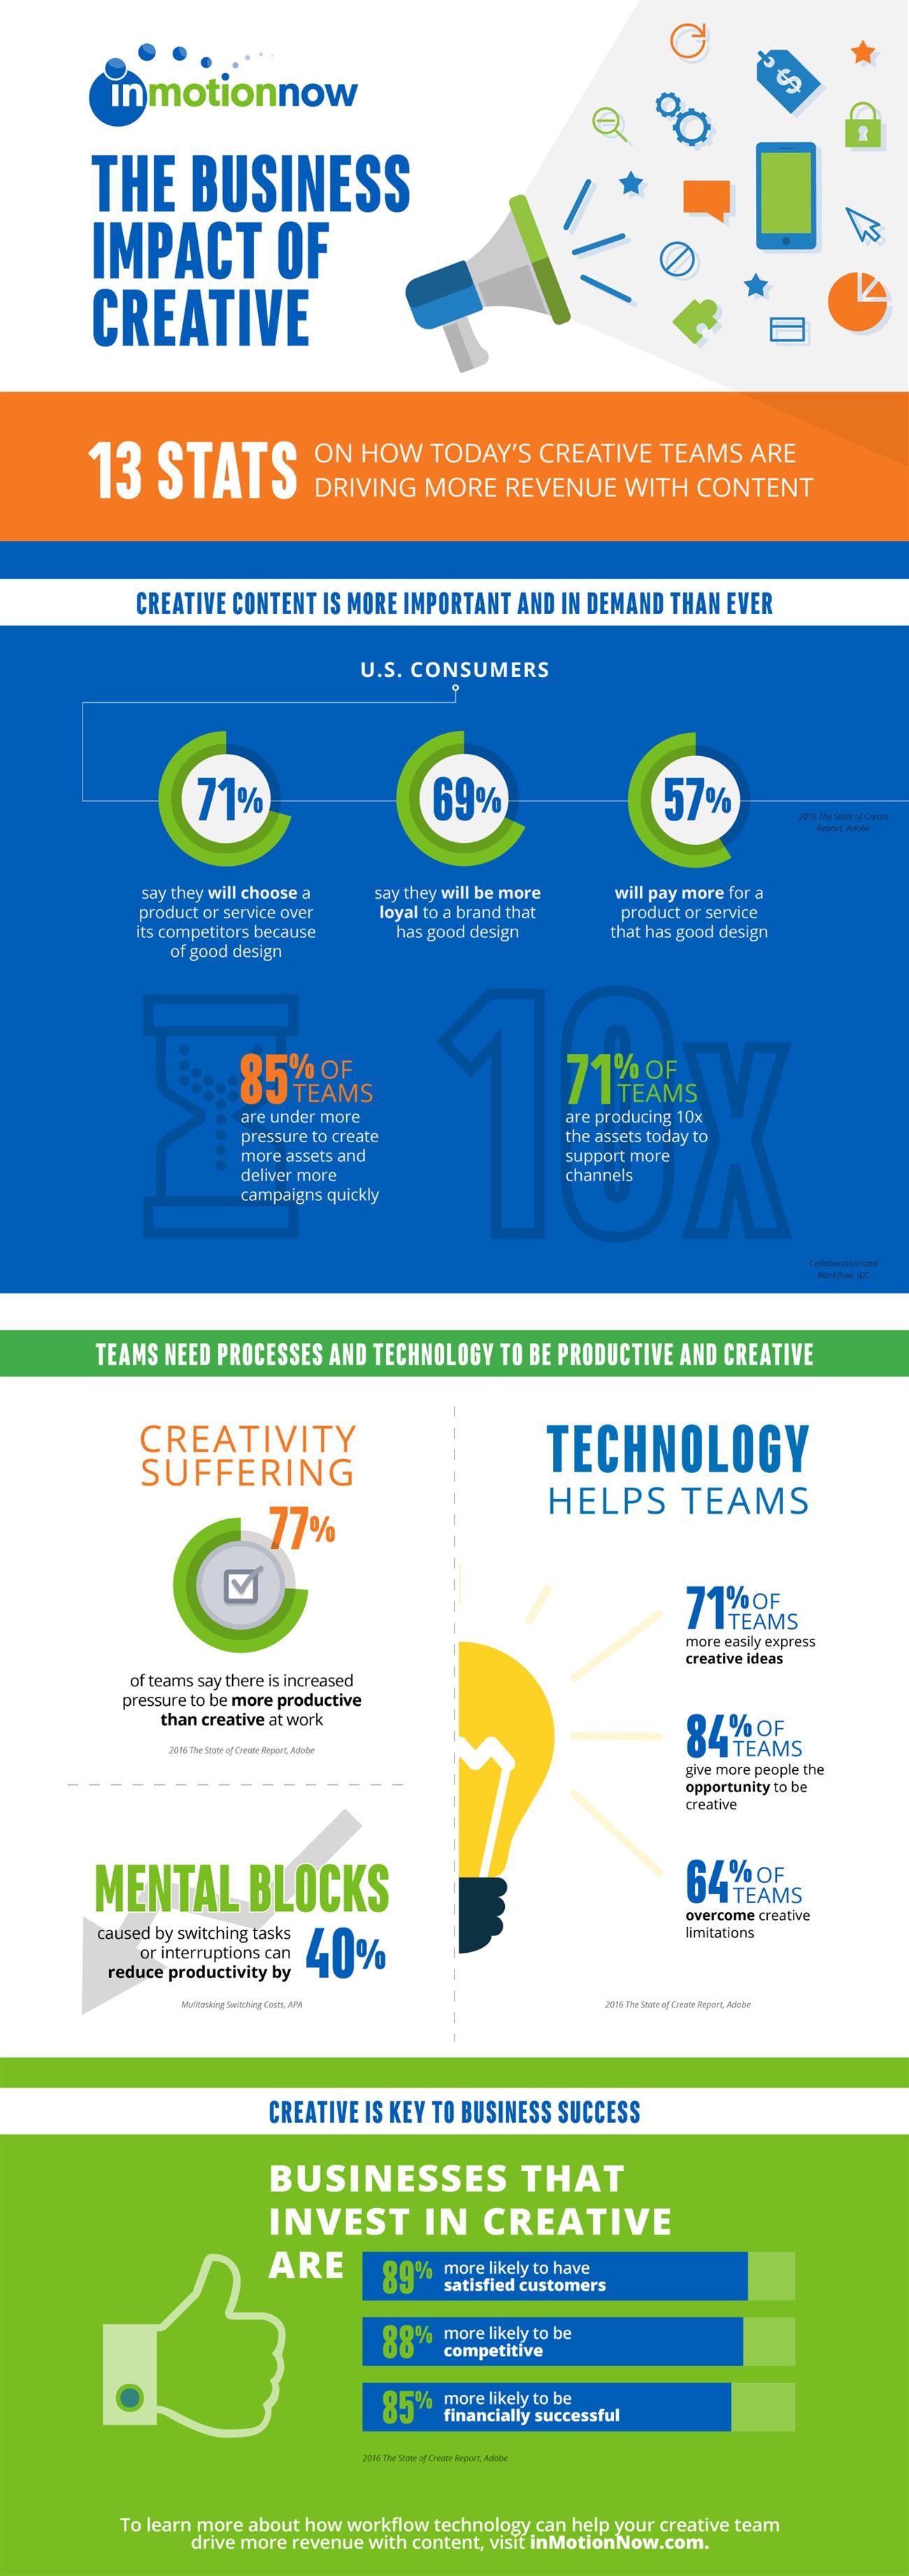 inmotionnow
THE BUSINESS
IMPACT OF
CREATIVE
13 STATS
ON HOW TODAY'S CREATIVE TEAMS ARE
DRIVING MORE REVENUE WITH CONTENT
CREATIVE CONTENT IS MORE IMPORTANT AND IN DEMAND THAN EVER
U.S. CONSUMERS
71%
say they will choose a
product or service over
its competitors because
of good design
69%
say they will be more
loyal to a brand that
has good design
57%
will pay more for a
product or service
that has good design
2016 The State of Create
Report, Adobe
85% OF
TEAMS
are under more
pressure to create
more assets and
deliver more
campaigns quickly
10X
71% OF
TEAMS
are producing 10x
the assets today to
support more
channels
Collaboration and
Workflow, IDC
TEAMS NEED PROCESSES AND TECHNOLOGY TO BE PRODUCTIVE AND CREATIVE
CREATIVITY
SUFFERING
77%
of teams say there is increased
pressure to be more productive
than creative at work
2016 The State of Create Report, Adobe
MENTAL BLOCKS
caused by switching tasks
or interruptions can
reduce productivity by
40%
Mulitasking Switching Costs, APA
TECHNOLOGY
HELPS TEAMS
71% OF
TEAMS
more easily express
creative ideas
84% OF
TEAMS
give more people the
opportunity to be
creative
64% OF
TEAMS
overcome creative
limitations
2016 The State of Create Report, Adobe
CREATIVE IS KEY TO BUSINESS SUCCESS
BUSINESSES THAT
INVEST IN CREATIVE
ARE
89% more likely to have
satisfied customers
88% more likely to be
competitive
85% more likely to be
financially successful
2016 The State of Create Report, Adobe
To learn more about how workflow technology can help your creative team
drive more revenue with content, visit inMotionNow.com.